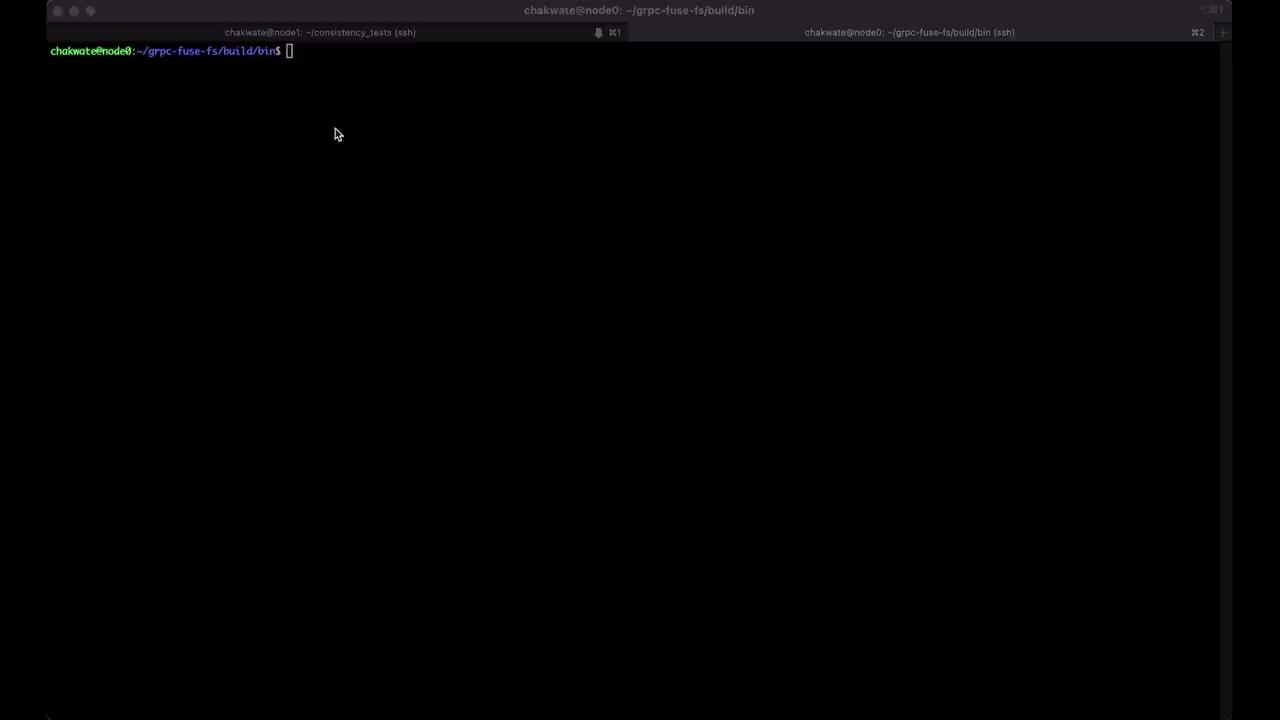 chakwate@node0: ~/grpc-fuse-fs/build/bin
⌥⌘1
chakwate@node1: ~/consistency_tests (ssh) ⌘1
chakwate@node0: ~/grpc-fuse-fs/build/bin (ssh) ⌘2 +
chakwate@node0:~/grpc-fuse-fs/build/bin$